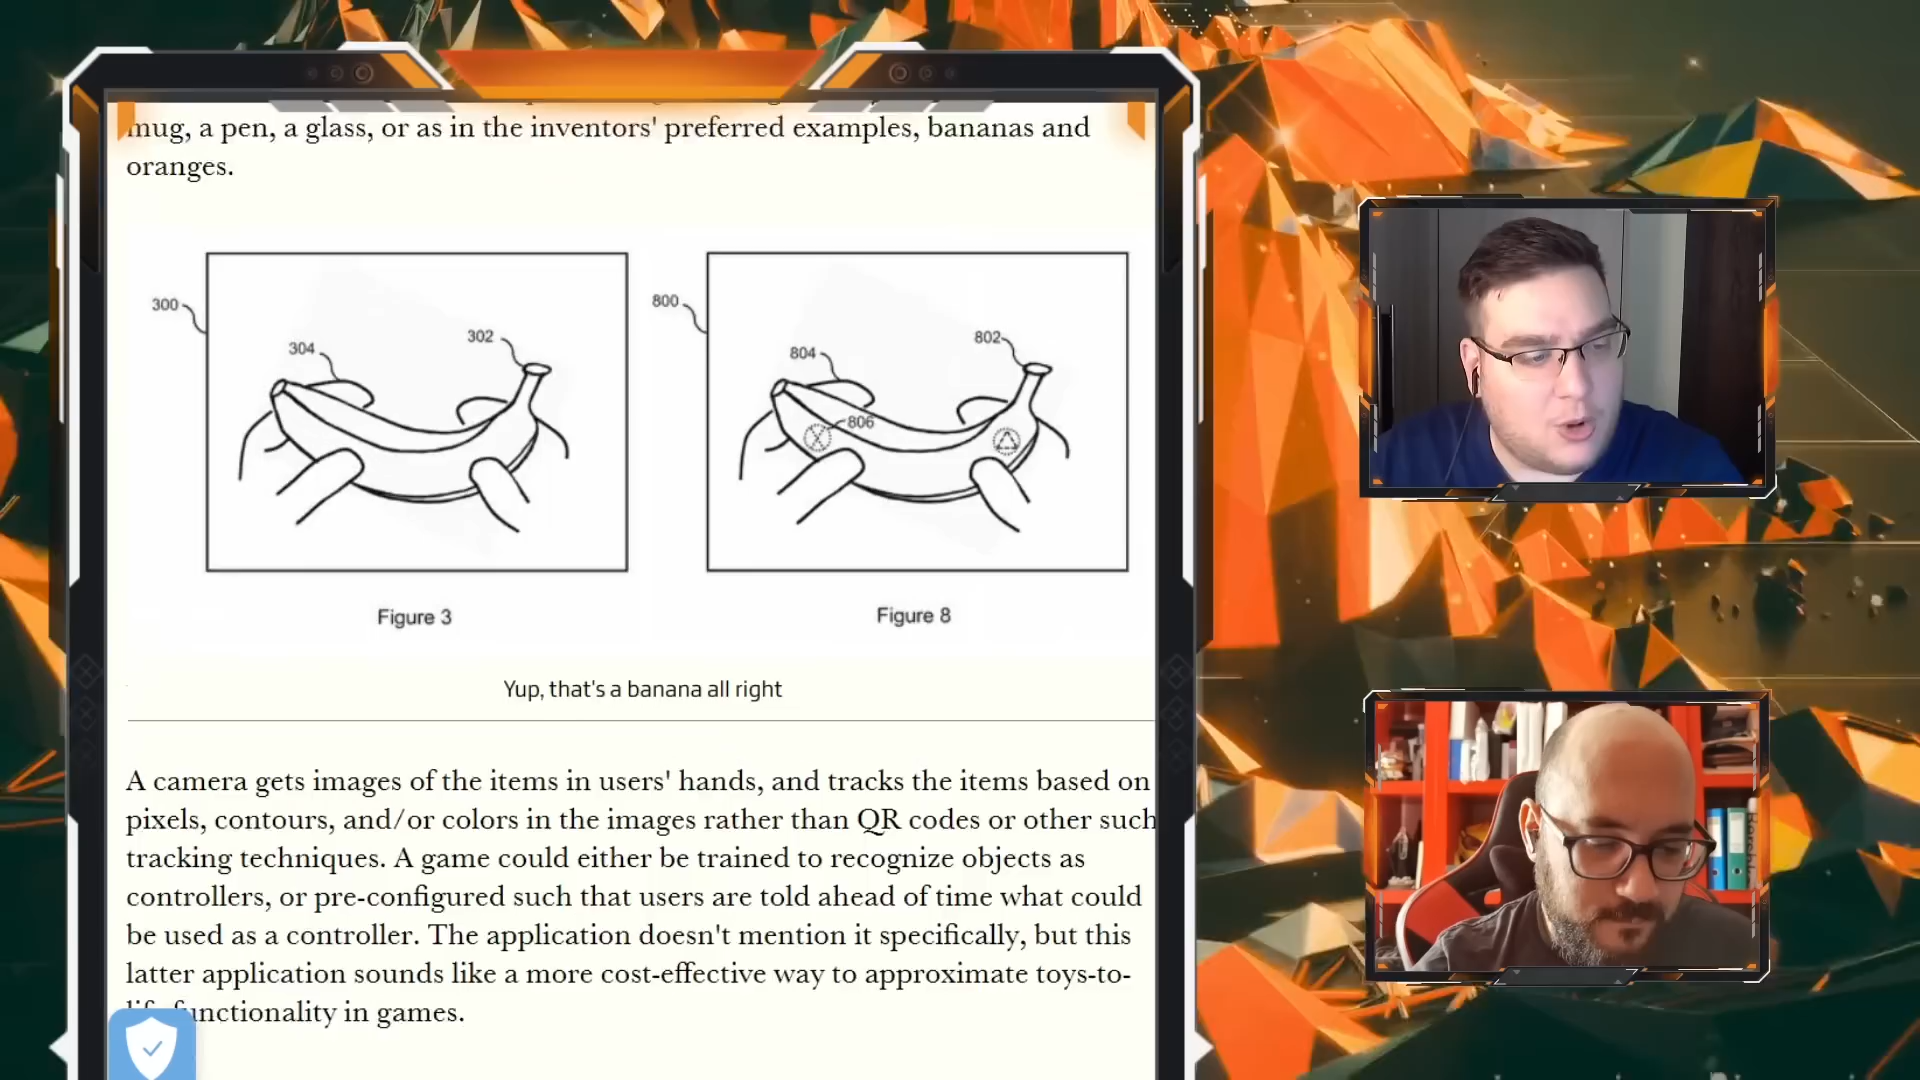 mug, a pen, a glass, or as in the inventors' preferred examples, bananas and
oranges.
300
304
302
Figure 3
800
804
802
806
X
Figure 8
Yup, that's a banana all right
A camera gets images of the items in users' hands, and tracks the items based on
pixels, contours, and/or colors in the images rather than QR codes or other such
tracking techniques. A game could either be trained to recognize objects as
controllers, or pre-configured such that users are told ahead of time what could
be used as a controller. The application doesn't mention it specifically, but this
latter application sounds like a more cost-effective way to approximate toys-to-
functionality in games.